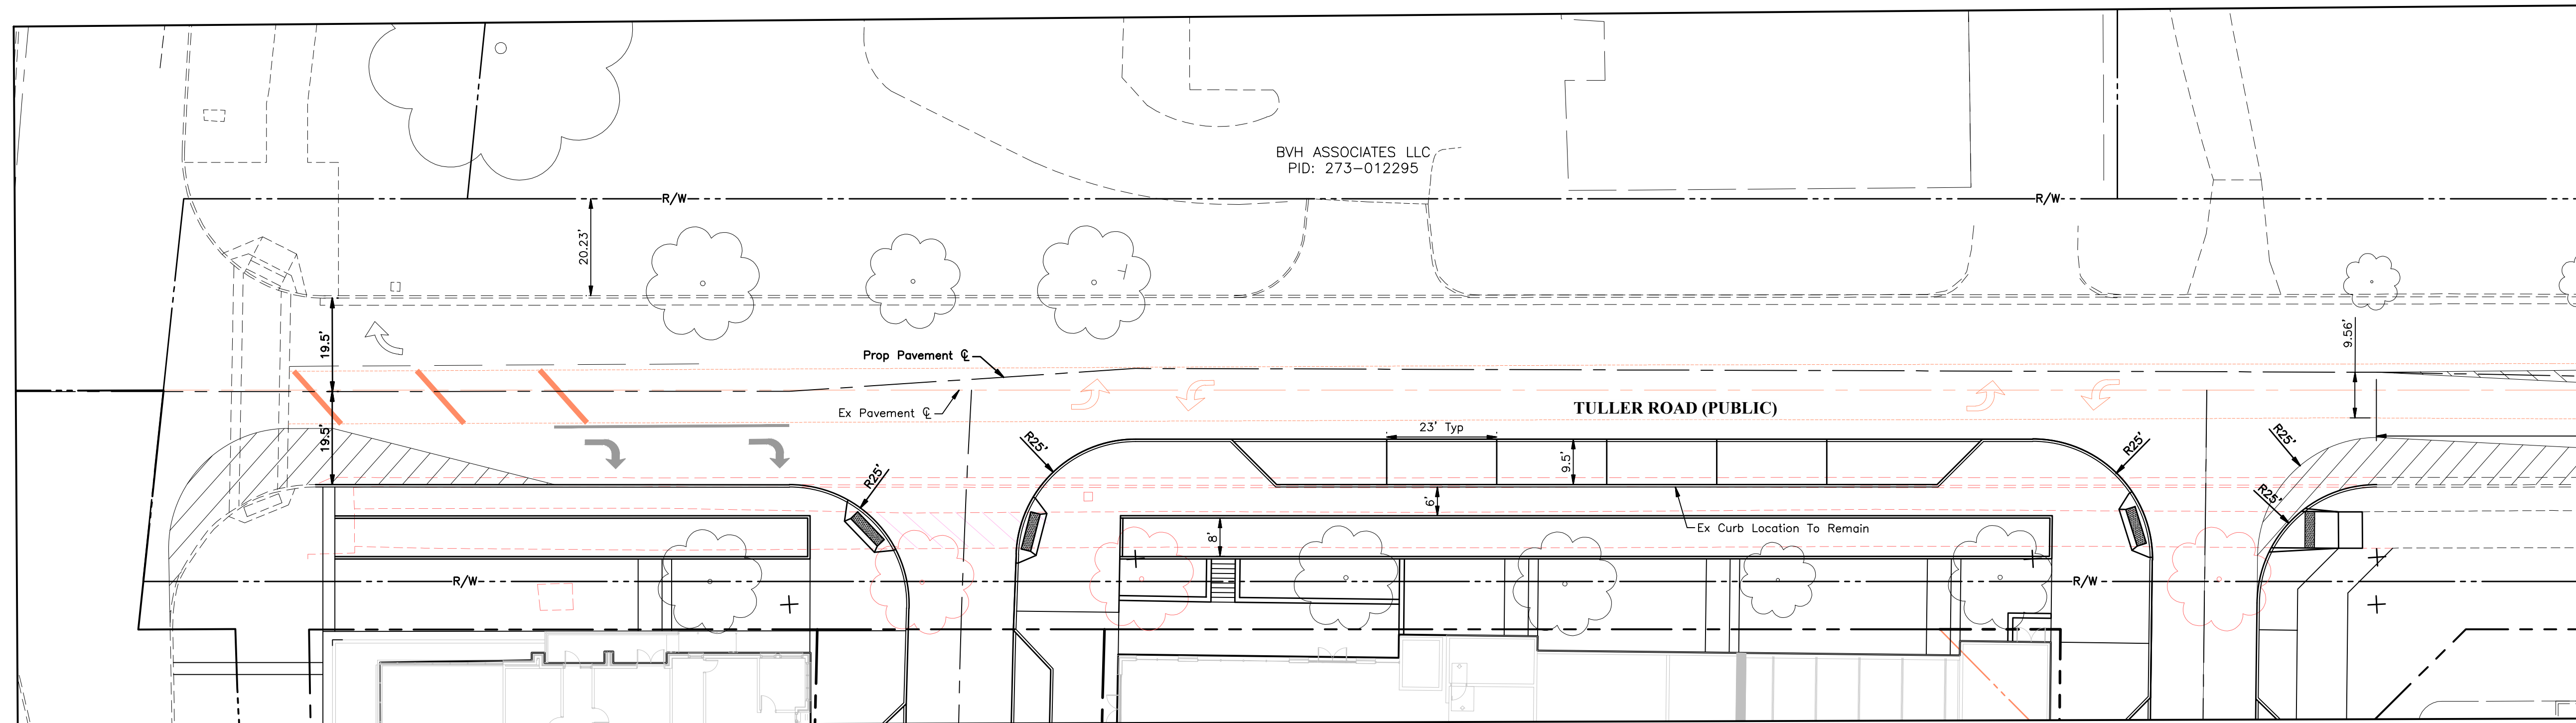 BVH ASSOCIATES LLC
PID: 273-012295
R/W
R/W
20.23'
19.5'
9.56'
Prop Pavement ℄
Ex Pavement ℄
TULLER ROAD (PUBLIC)
19.5'
23' Typ
R25'
R25'
R25'
R25'
R25'
9.5'
6'
Ex Curb Location To Remain
8'
R/W
R/W